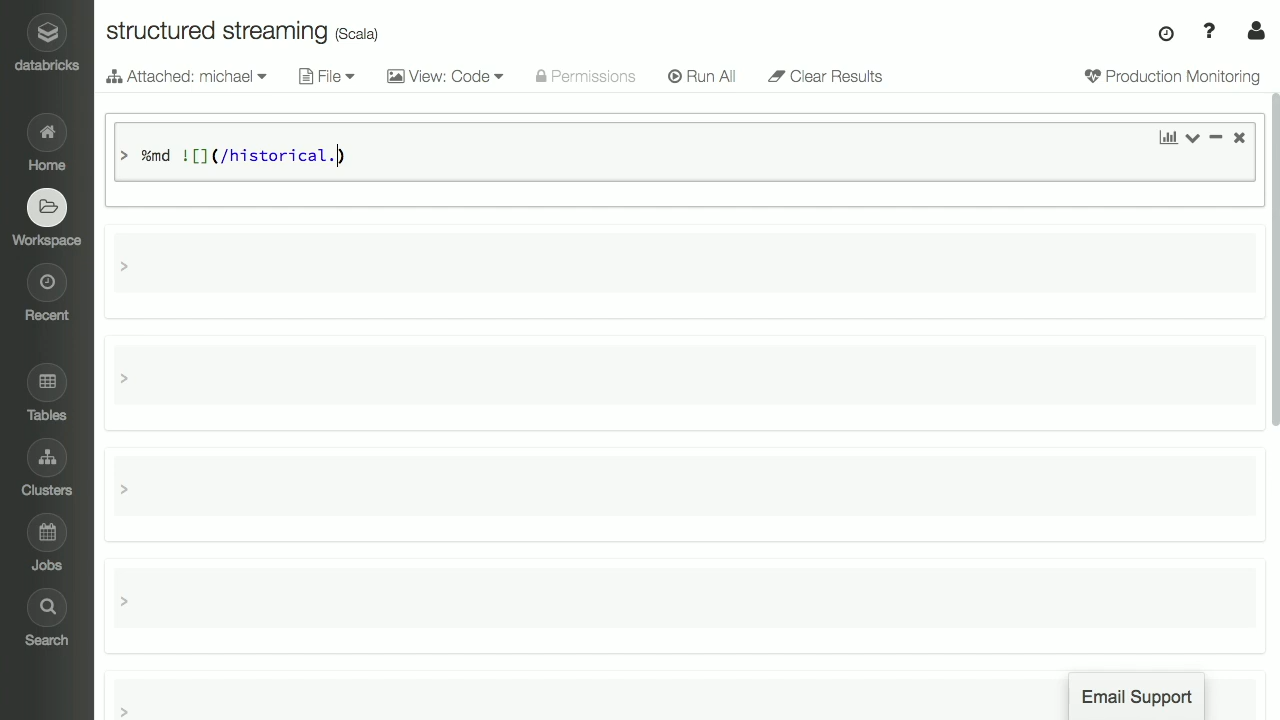 structured streaming (Scala)
databricks
Attached: michael
File
View: Code
Permissions
Run All
Clear Results
Production Monitoring
> %md ![](/historical.)
Home
Workspace
>
Recent
>
Tables
Clusters
>
Jobs
>
Search
Email Support
>